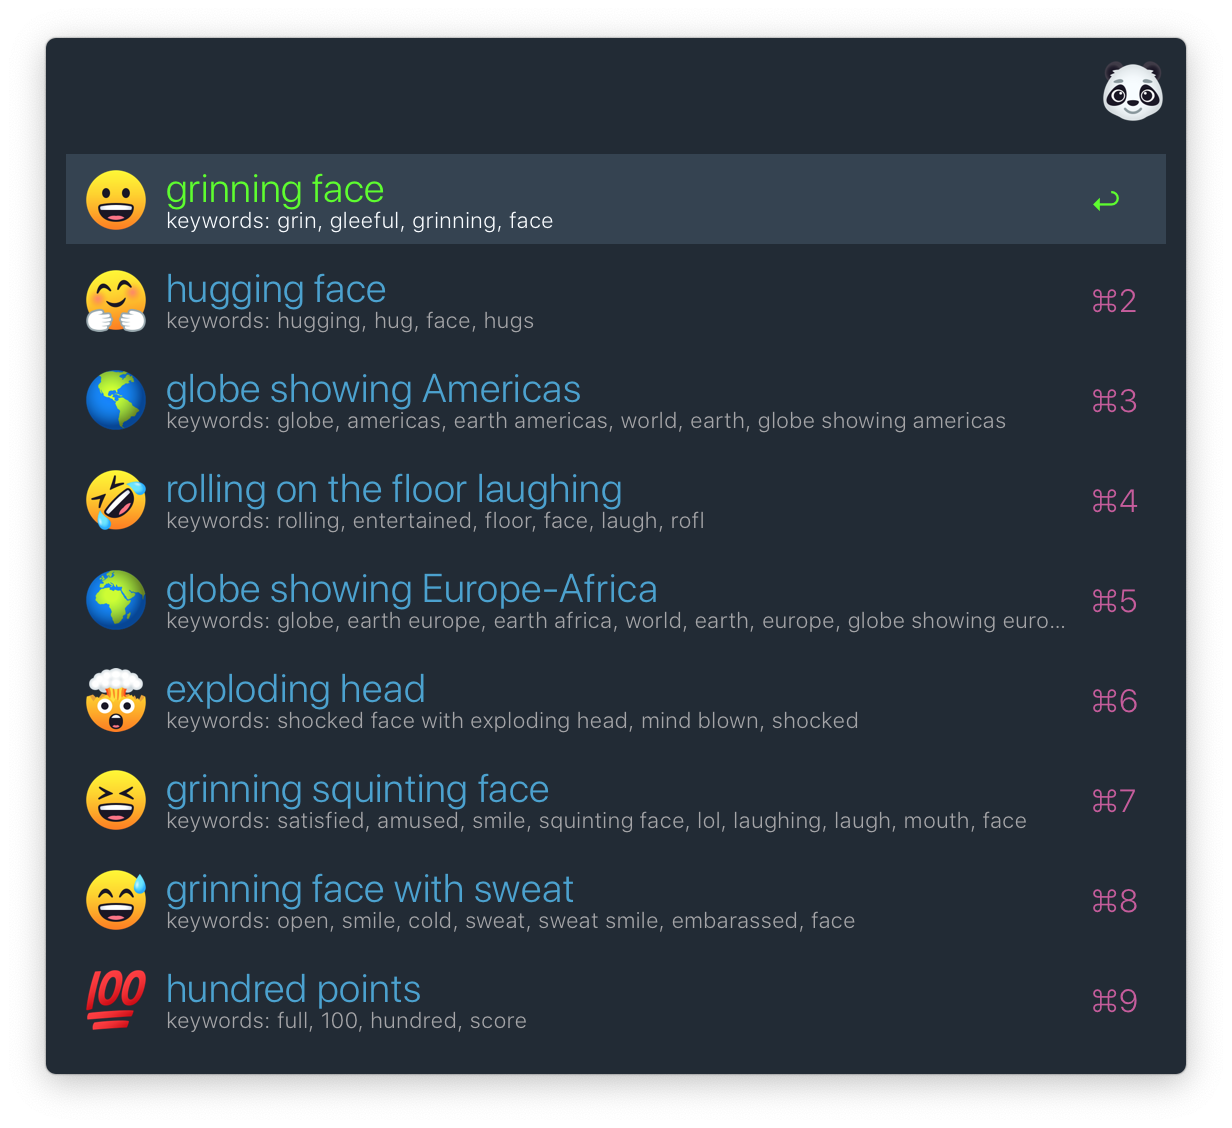 grinning face
keywords: grin, gleeful, grinning, face
hugging face
keywords: hugging, hug, face, hugs
⌘2
globe showing Americas
keywords: globe, americas, earth americas, world, earth, globe showing americas
⌘3
rolling on the floor laughing
keywords: rolling, entertained, floor, face, laugh, rofl
⌘4
globe showing Europe-Africa
keywords: globe, earth europe, earth africa, world, earth, europe, globe showing euro...
⌘5
exploding head
keywords: shocked face with exploding head, mind blown, shocked
⌘6
grinning squinting face
keywords: satisfied, amused, smile, squinting face, lol, laughing, laugh, mouth, face
⌘7
grinning face with sweat
keywords: open, smile, cold, sweat, sweat smile, embarassed, face
⌘8
100
hundred points
keywords: full, 100, hundred, score
⌘9